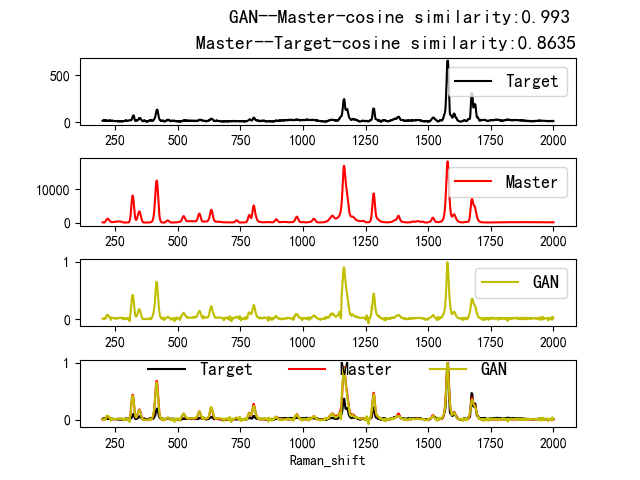 GAN--Master-cosine similarity:0.993
Master--Target-cosine similarity:0.8635
500
0
Target
250 500 750 1000 1250 1500 1750 2000
10000
0
Master
250 500 750 1000 1250 1500 1750 2000
1
0
GAN
250 500 750 1000 1250 1500 1750 2000
1
0
Target Master GAN
250 500 750 1000 1250 1500 1750 2000
Raman_shift